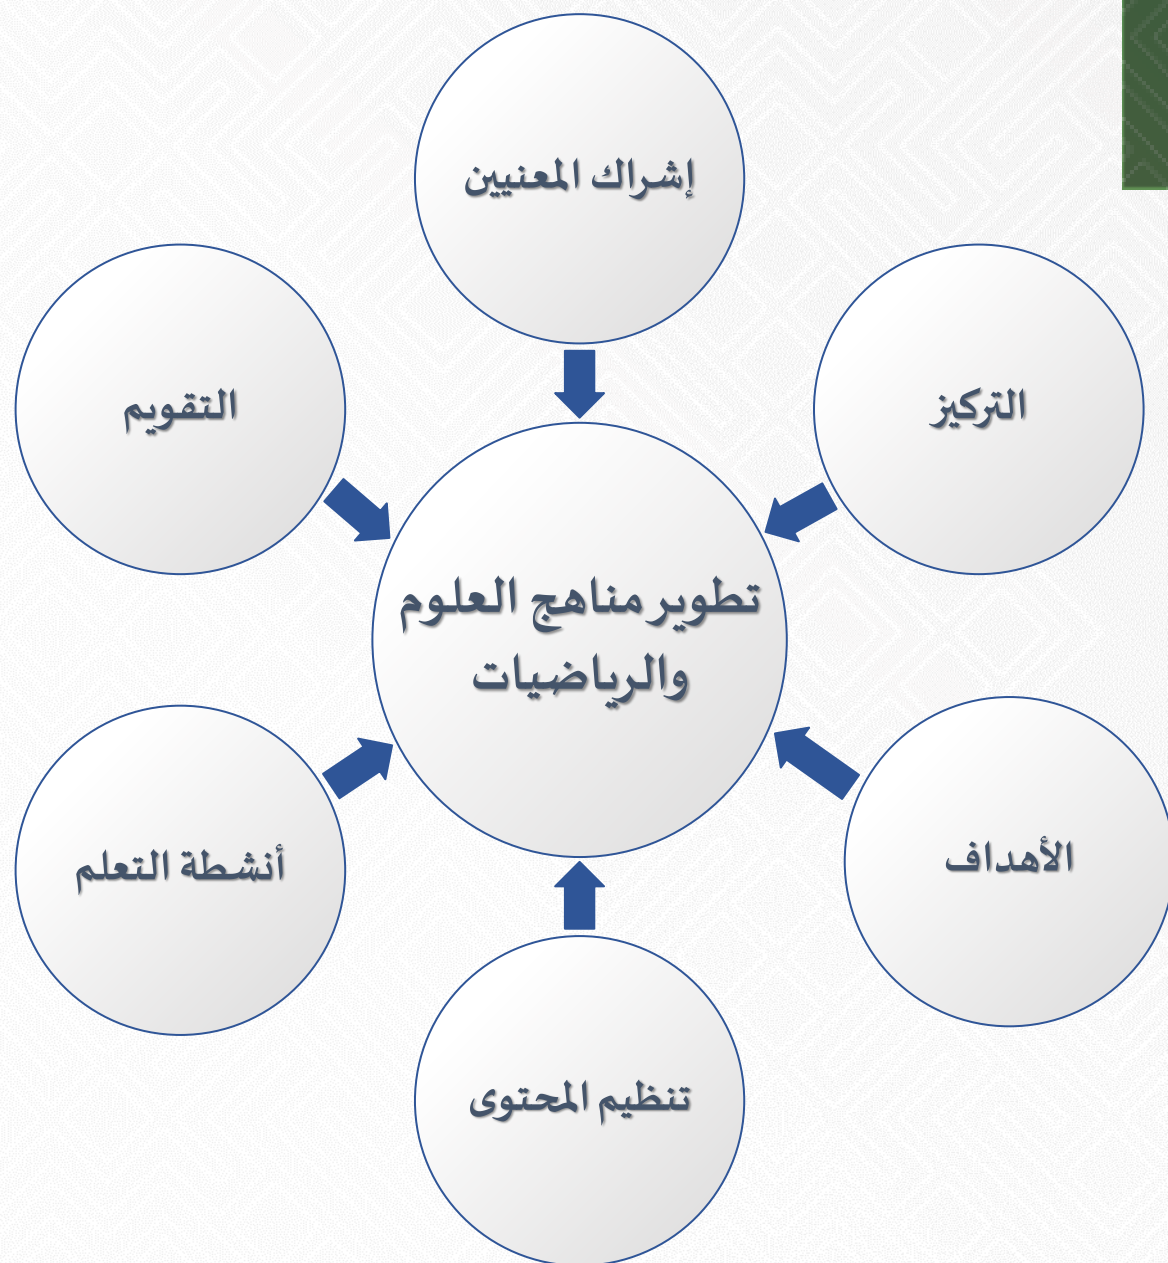 إشراك المعنيين
التركيز
التقويم
تطوير مناهج العلوم
والرياضيات
الأهداف
أنشطة التعلم
تنظيم المحتوى